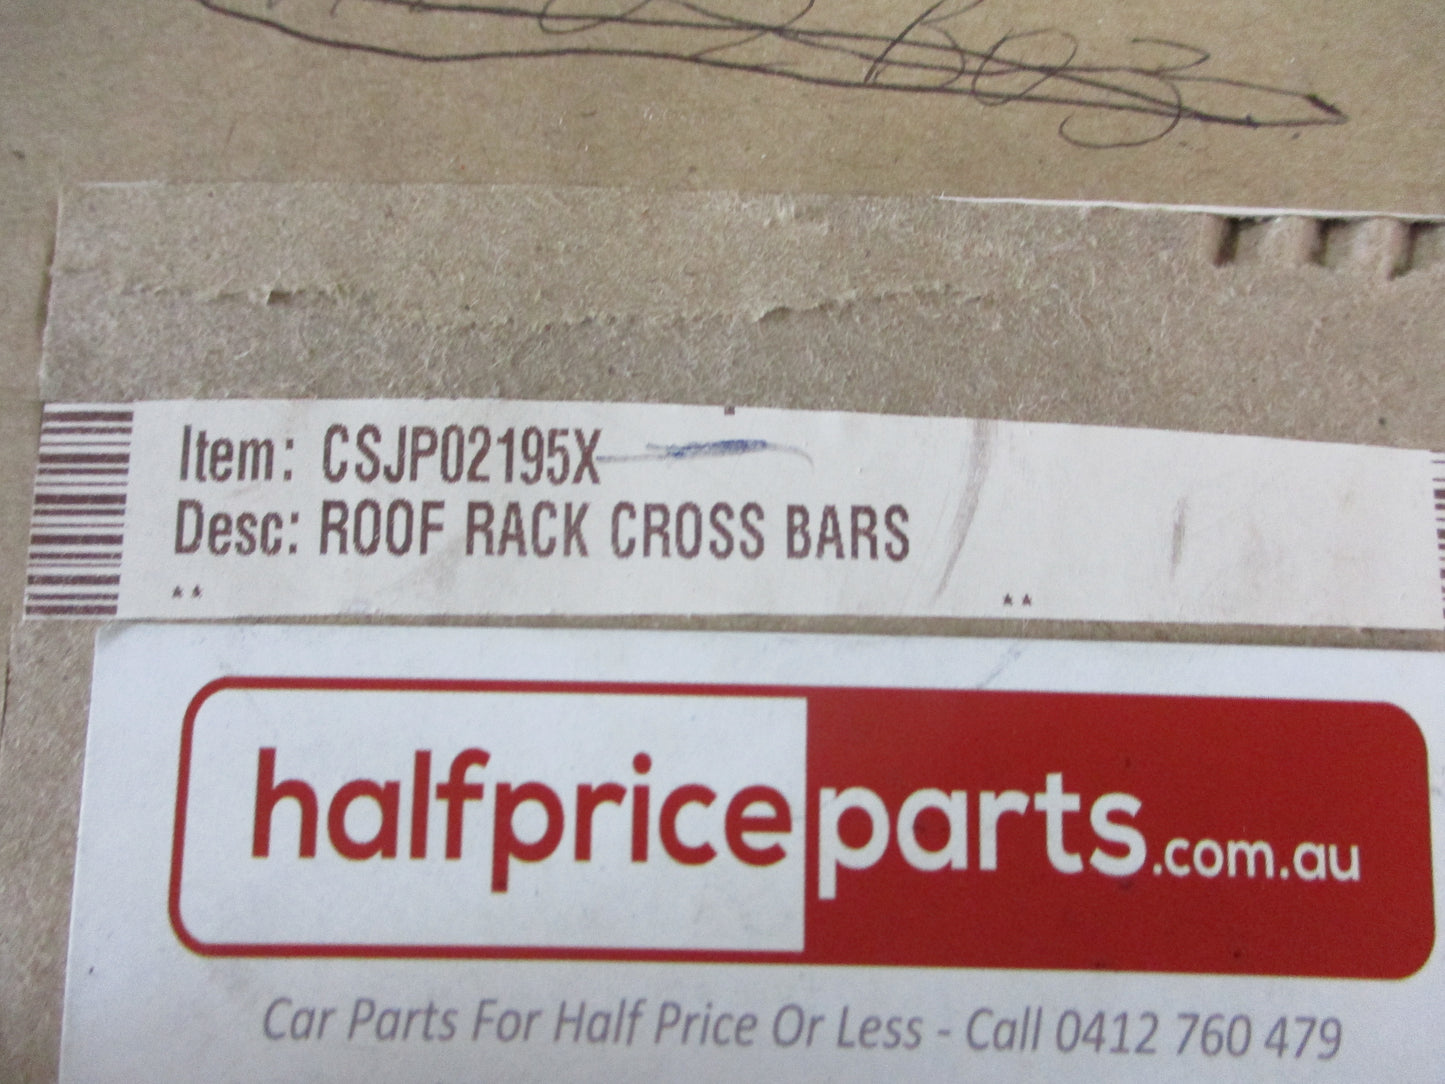 Item: CSJP02195X
Desc: ROOF RACK CROSS BARS
** **
halfpriceparts.com.au
Car Parts For Half Price Or Less - Call 0412 760 479